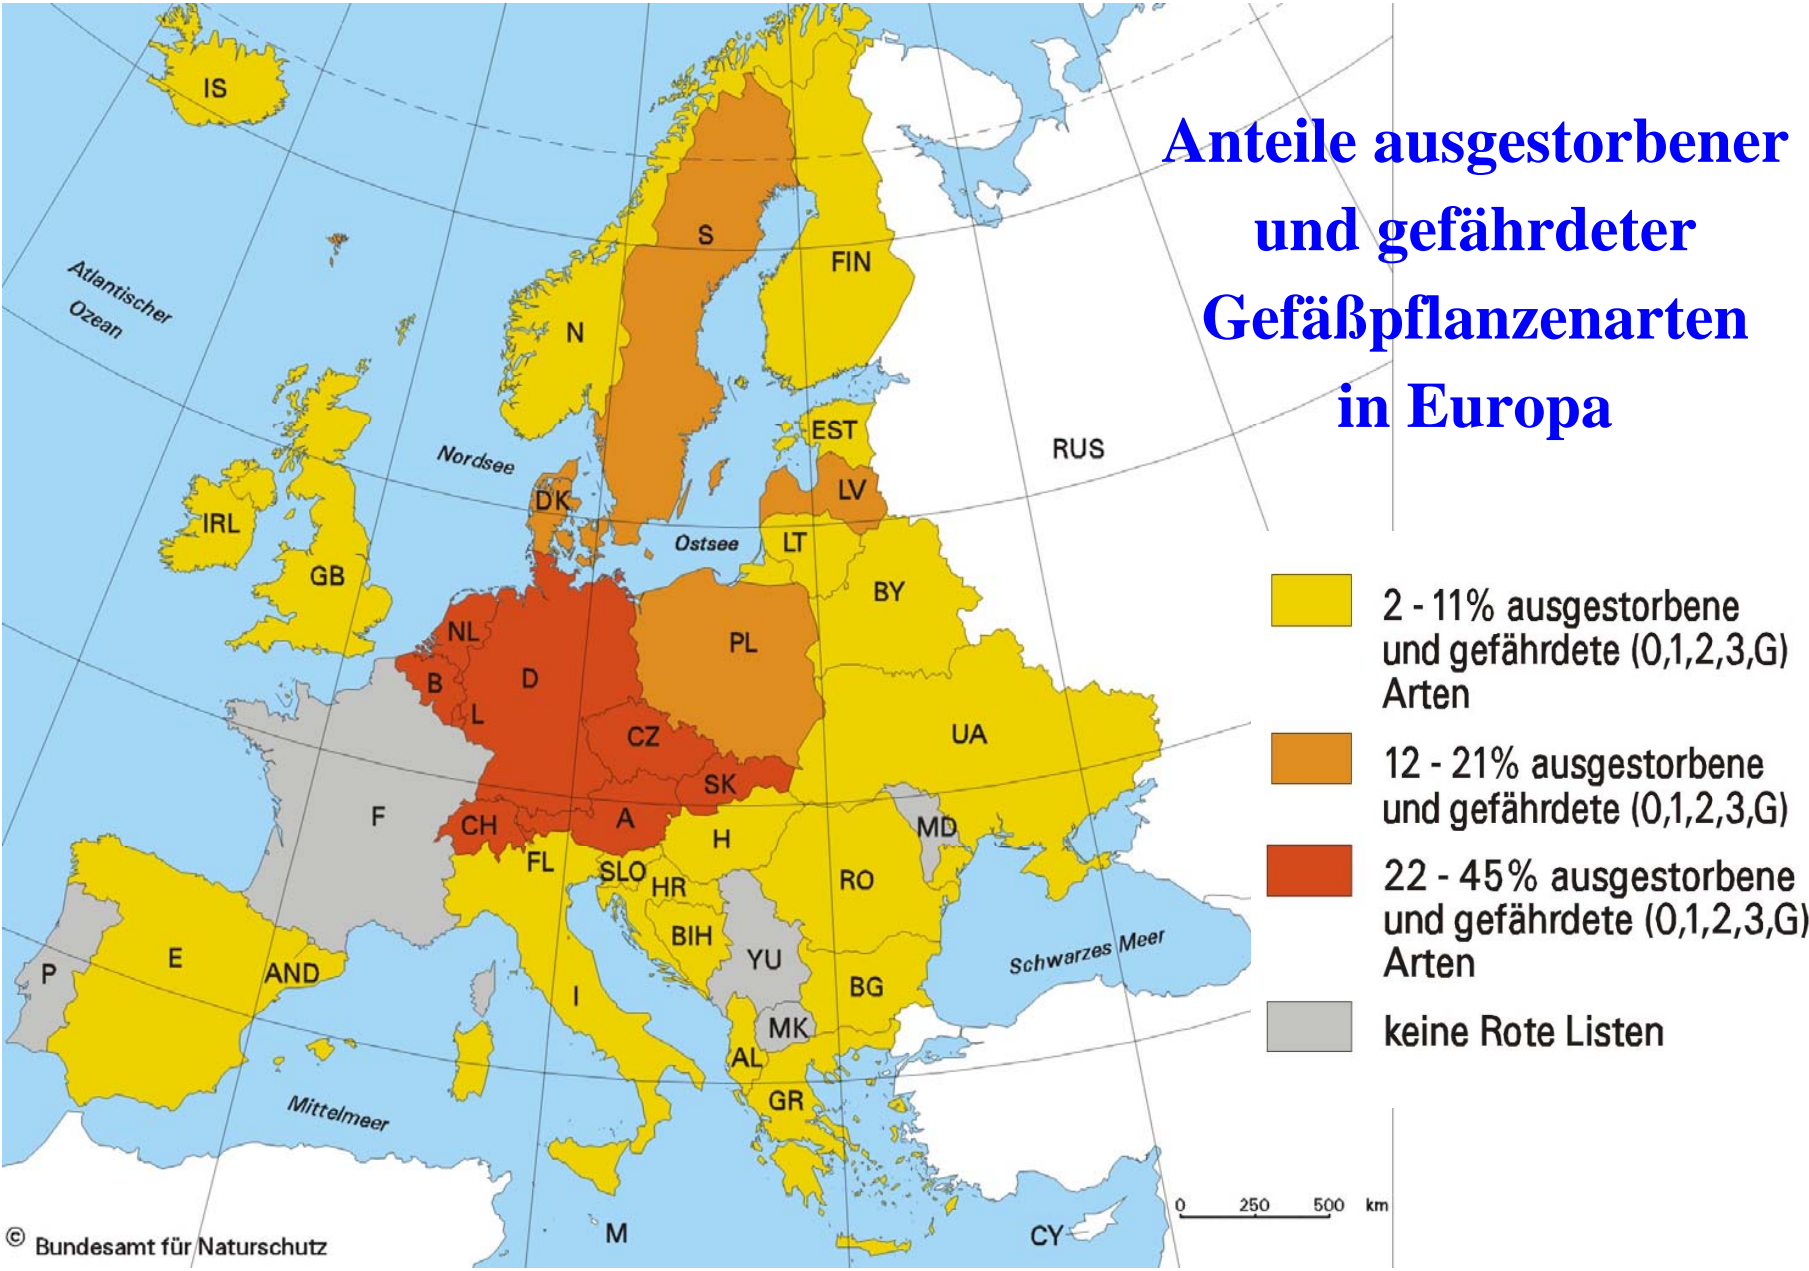 Anteile ausgestorbener
und gefährdeter
Gefäßpflanzenarten
in Europa
IS
S
FIN
N
Atlantischer
Ozean
Nordsee
EST
RUS
DK
LV
IRL
Ostsee
LT
GB
BY
NL
PL
B
D
L
CZ
UA
SK
F
CH
A
H
MD
FL
SLO
HR
RO
BIH
E
AND
P
YU
Schwarzes Meer
I
BG
MK
AL
GR
Mittelmeer
M
CY
2 - 11% ausgestorbene
und gefährdete (0,1,2,3,G)
Arten
12 - 21% ausgestorbene
und gefährdete (0,1,2,3,G)
22 - 45% ausgestorbene
und gefährdete (0,1,2,3,G)
Arten
keine Rote Listen
0 250 500 km
© Bundesamt für Naturschutz